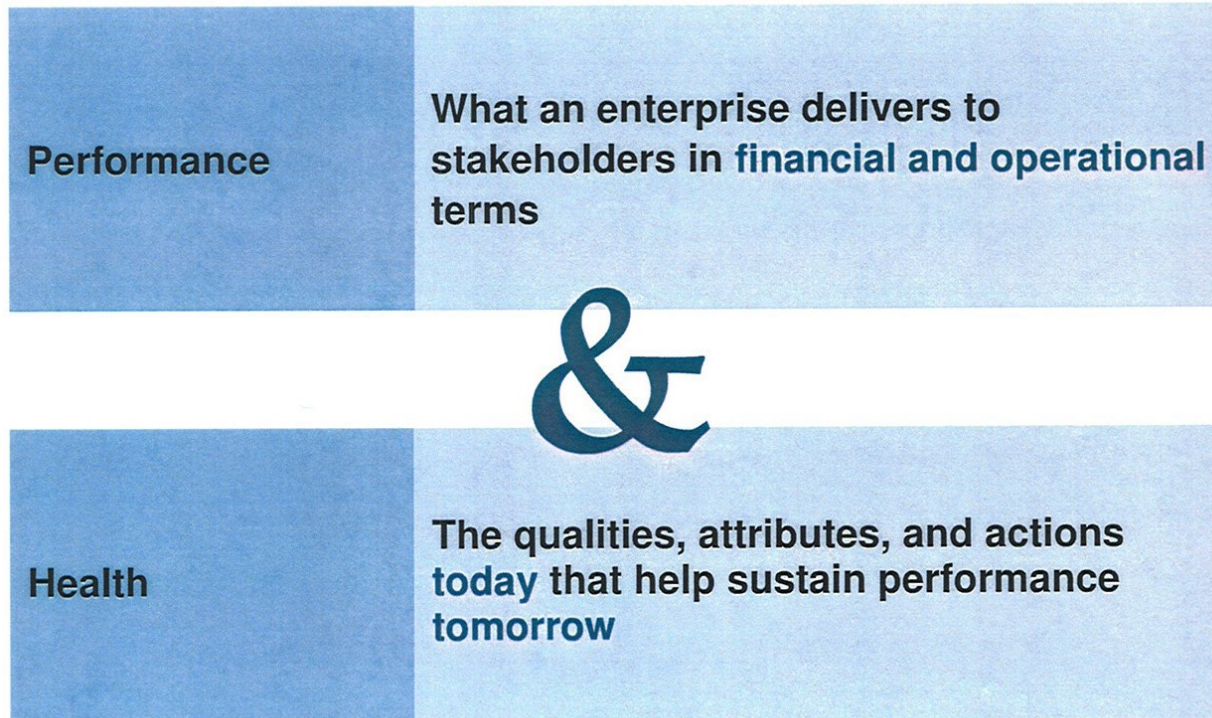 Performance
What an enterprise delivers to
stakeholders in financial and operational
terms
&
Health
The qualities, attributes, and actions
today that help sustain performance
tomorrow